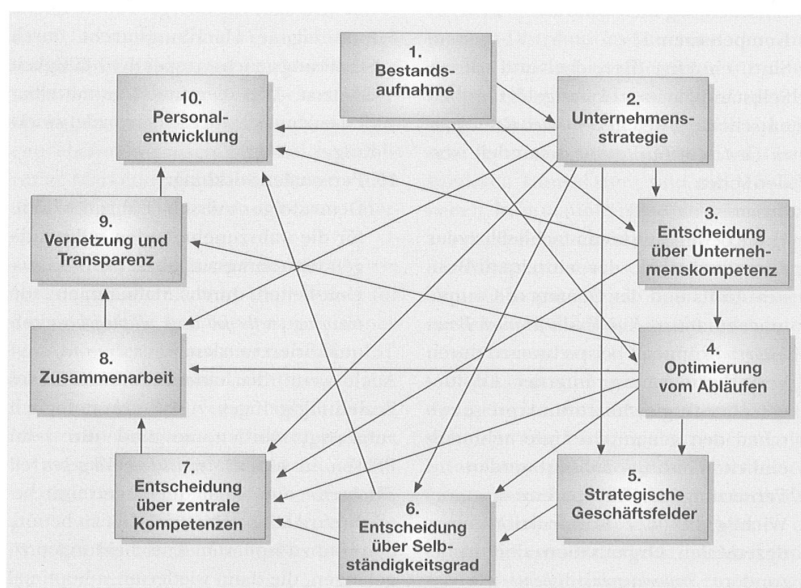 1.
Bestands-
aufnahme
2.
Unternehmens-
strategie
3.
Entscheidung
der Unterneh-
menskompetenz
4.
Optimierung
vom Abläufen
5.
Strategische
Geschäftsfelder
6.
Entscheidung
über Selb-
ständigkeitsgrad
7.
Entscheidung
über zentrale
Kompetenzen
8.
Zusammenarbeit
9.
Vernetzung und
Transparenz
10.
Personal-
entwicklung